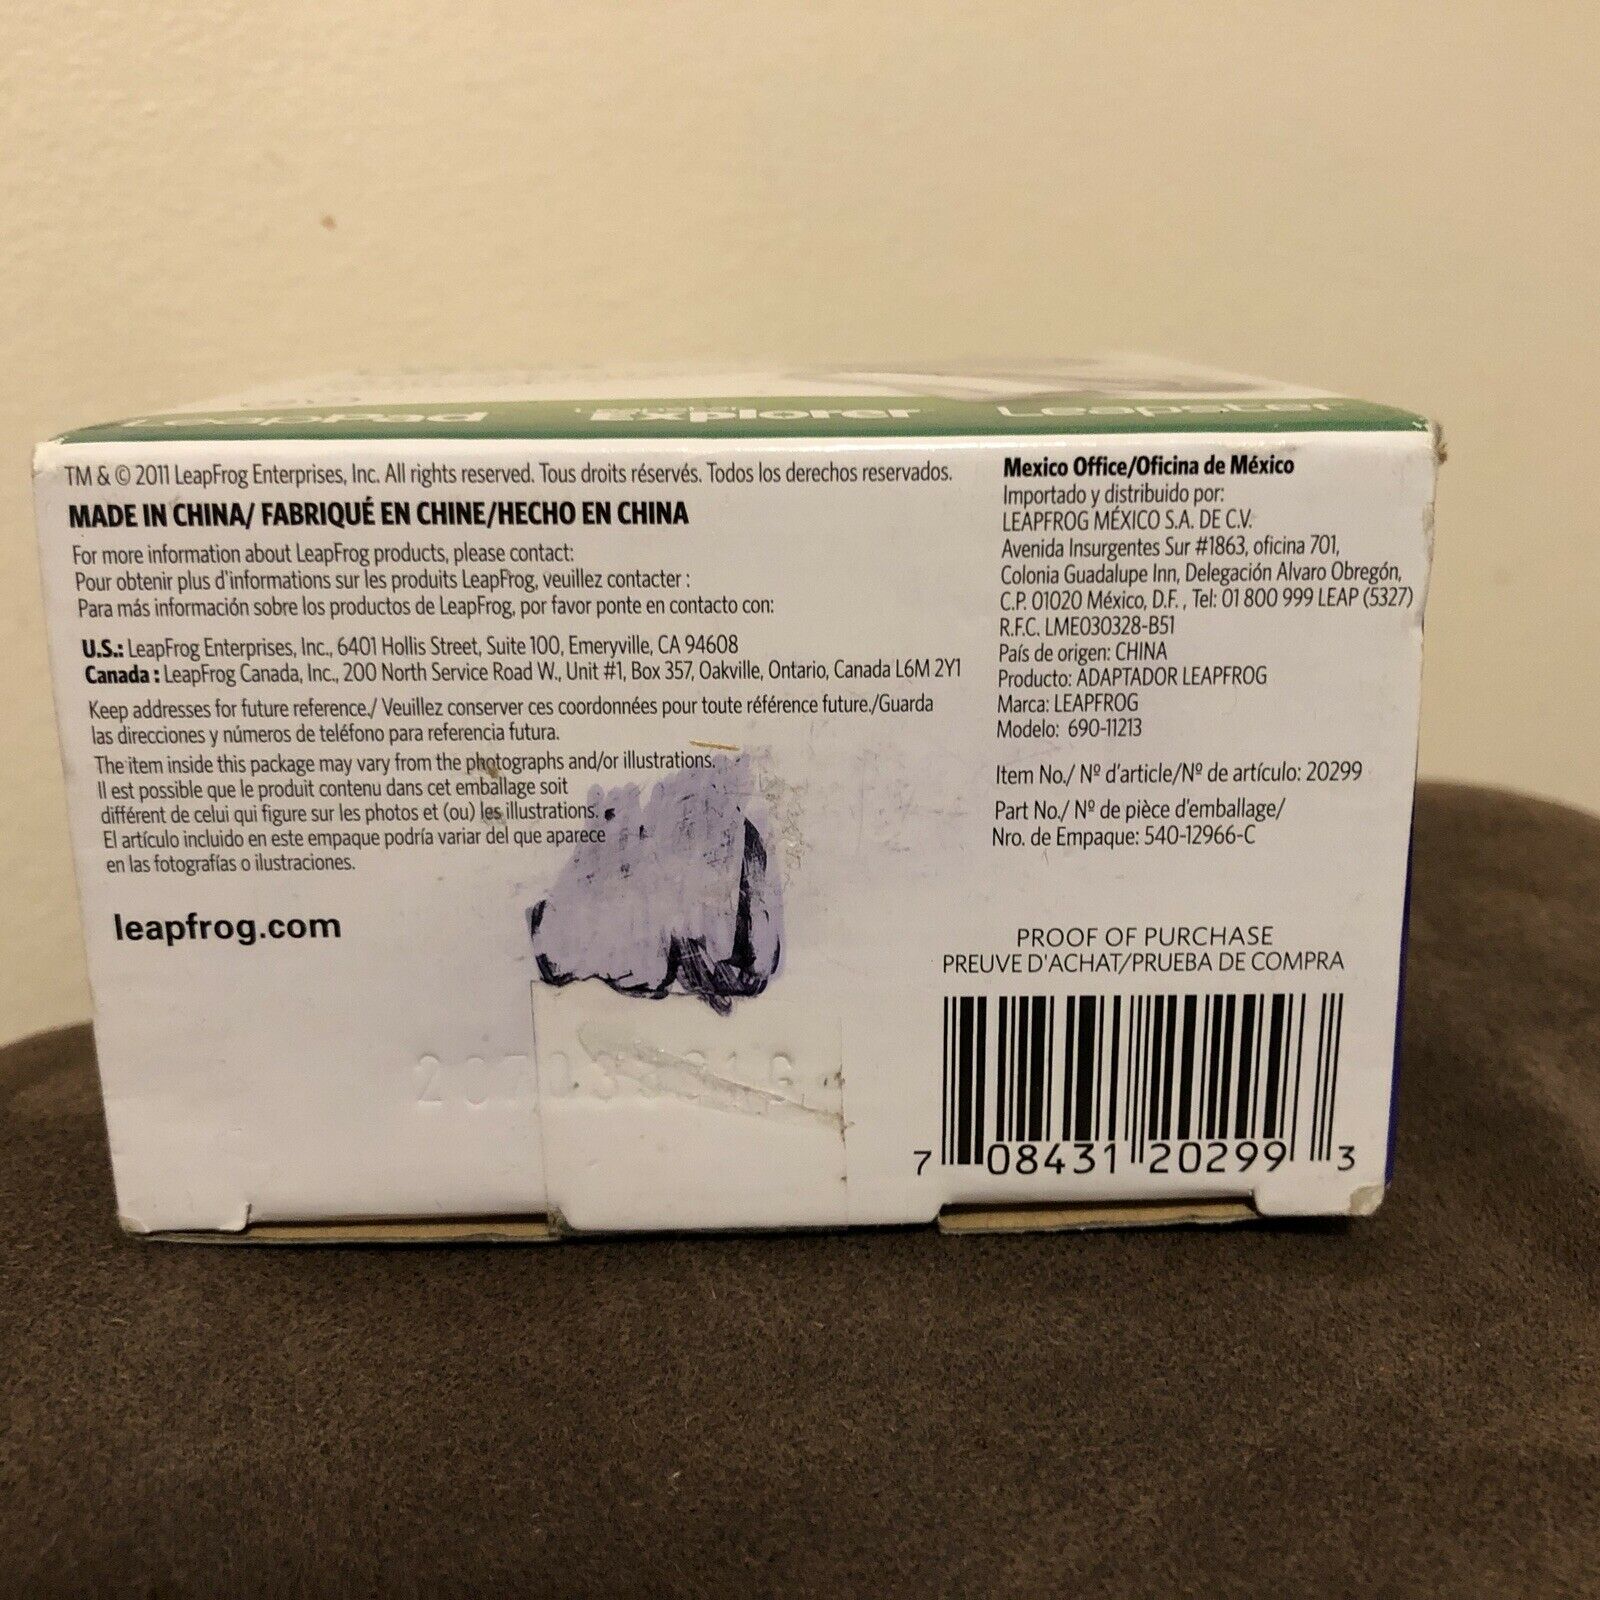 LeapPad Explorer Leapster
TM & © 2011 LeapFrog Enterprises, Inc. All rights reserved. Tous droits réservés. Todos los derechos reservados.
MADE IN CHINA/ FABRIQUÉ EN CHINE/HECHO EN CHINA
For more information about LeapFrog products, please contact:
Pour obtenir plus d'informations sur les produits LeapFrog, veuillez contacter :
Para más información sobre los productos de LeapFrog, por favor ponte en contacto con:
U.S.: LeapFrog Enterprises, Inc., 6401 Hollis Street, Suite 100, Emeryville, CA 94608
Canada : LeapFrog Canada, Inc., 200 North Service Road W., Unit #1, Box 357, Oakville, Ontario, Canada L6M 2Y1
Keep addresses for future reference./ Veuillez conserver ces coordonnées pour toute référence future./Guarda
las direcciones y números de teléfono para referencia futura.
The item inside this package may vary from the photographs and/or illustrations.
Il est possible que le produit contenu dans cet emballage soit
différent de celui qui figure sur les photos et (ou) les illustrations.
El artículo incluido en este empaque podría variar del que aparece
en las fotografías o ilustraciones.
leapfrog.com
Mexico Office/Oficina de México
Importado y distribuido por:
LEAPFROG MÉXICO S.A. DE C.V.
Avenida Insurgentes Sur #1863, oficina 701,
Colonia Guadalupe Inn, Delegación Alvaro Obregón,
C.P. 01020 México, D.F. , Tel: 01 800 999 LEAP (5327)
R.F.C. LME030328-B51
País de origen: CHINA
Producto: ADAPTADOR LEAPFROG
Marca: LEAPFROG
Modelo: 690-11213
Item No./ Nº d'article/Nº de artículo: 20299
Part No./ Nº de pièce d'emballage/
Nro. de Empaque: 540-12966-C
PROOF OF PURCHASE
PREUVE D'ACHAT/PRUEBA DE COMPRA
7 08431 20299 3